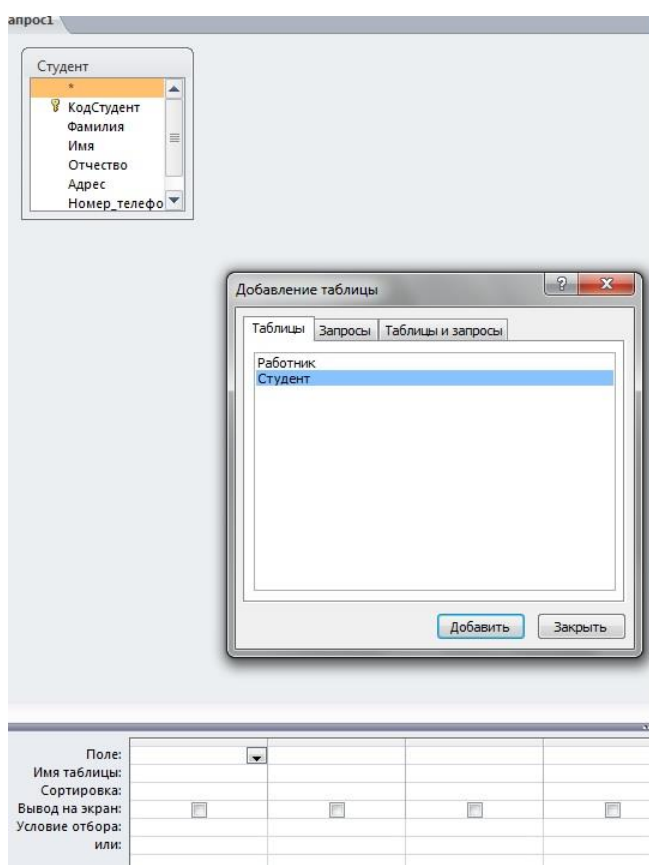 апрос1
Студент
*
КодСтудент
Фамилия
Имя
Отчество
Адрес
Номер_телефо
Добавление таблицы
Таблицы Запросы Таблицы и запросы
Работник
Студент
Добавить Закрыть
Поле:
Имя таблицы:
Сортировка:
Вывод на экран:
Условие отбора:
или: